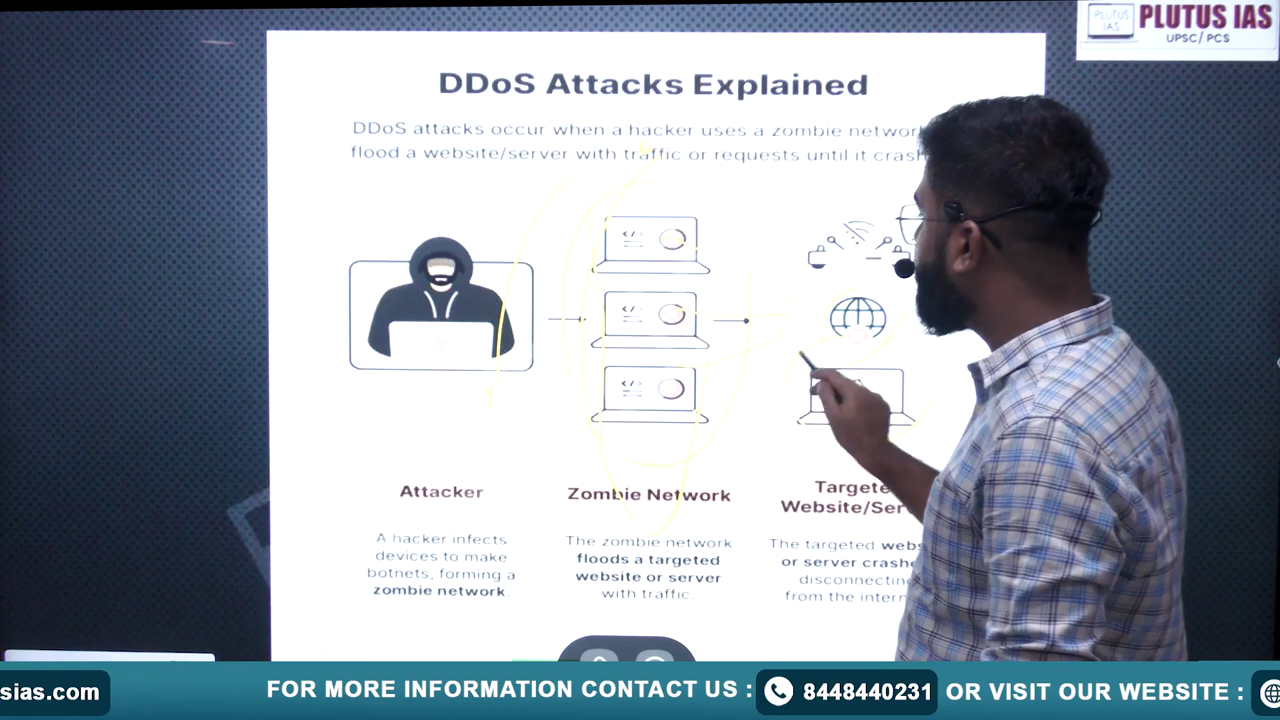 PLUTUS IAS
PLUTUS IAS
UPSC/ PCS
DDoS Attacks Explained
DDoS attacks occur when a hacker uses a zombie network
flood a website/server with traffic or requests until it crash
Attacker
A hacker infects
devices to make
botnets, forming a
zombie network.
Zombie Network
The zombie network
floods a targeted
website or server
with traffic.
Targete
Website/Ser
The targeted webs
or server crashe
disconnectin
from the intern
sias.com
FOR MORE INFORMATION CONTACT US :
8448440231
OR VISIT OUR WEBSITE :